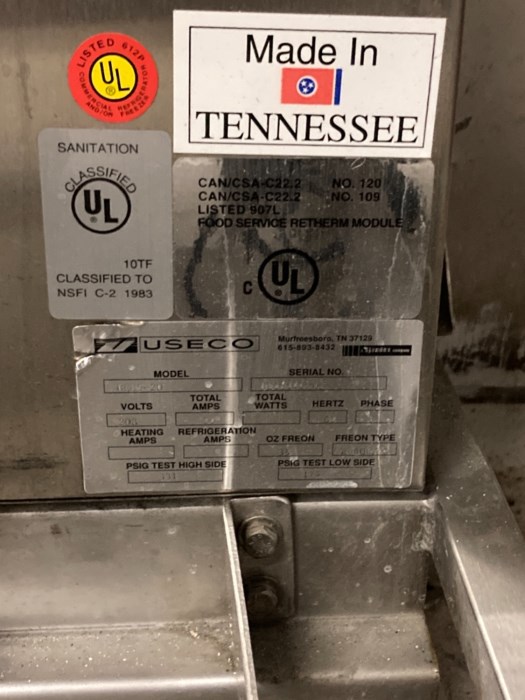 LISTED 612P
UL
®
COMMERCIAL REFRIGERATOR
AND/OR FREEZER
Made In
TENNESSEE
SANITATION
CLASSIFIED
UL
®
10TF
CLASSIFIED TO
NSFI C-2 1983
CAN/CSA-C22.2 NO. 120
CAN/CSA-C22.2 NO. 109
LISTED 907L
FOOD SERVICE RETHERM MODULE
C UL
®
USECO
Murfreesboro, TN 37129
615-893-8432
MODEL SERIAL NO.
VOLTS TOTAL AMPS TOTAL WATTS HERTZ PHASE
HEATING AMPS REFRIGERATION AMPS OZ FREON FREON TYPE
PSIG TEST HIGH SIDE PSIG TEST LOW SIDE